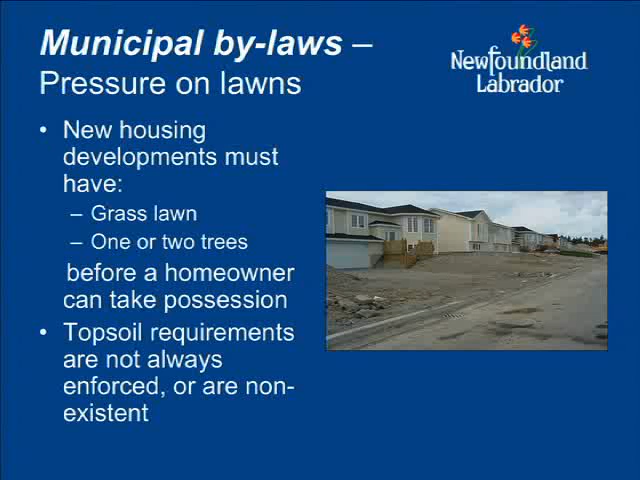 Municipal by-laws –
Pressure on lawns
Newfoundland
Labrador
• New housing
developments must
have:
– Grass lawn
– One or two trees
before a homeowner
can take possession
• Topsoil requirements
are not always
enforced, or are non-
existent